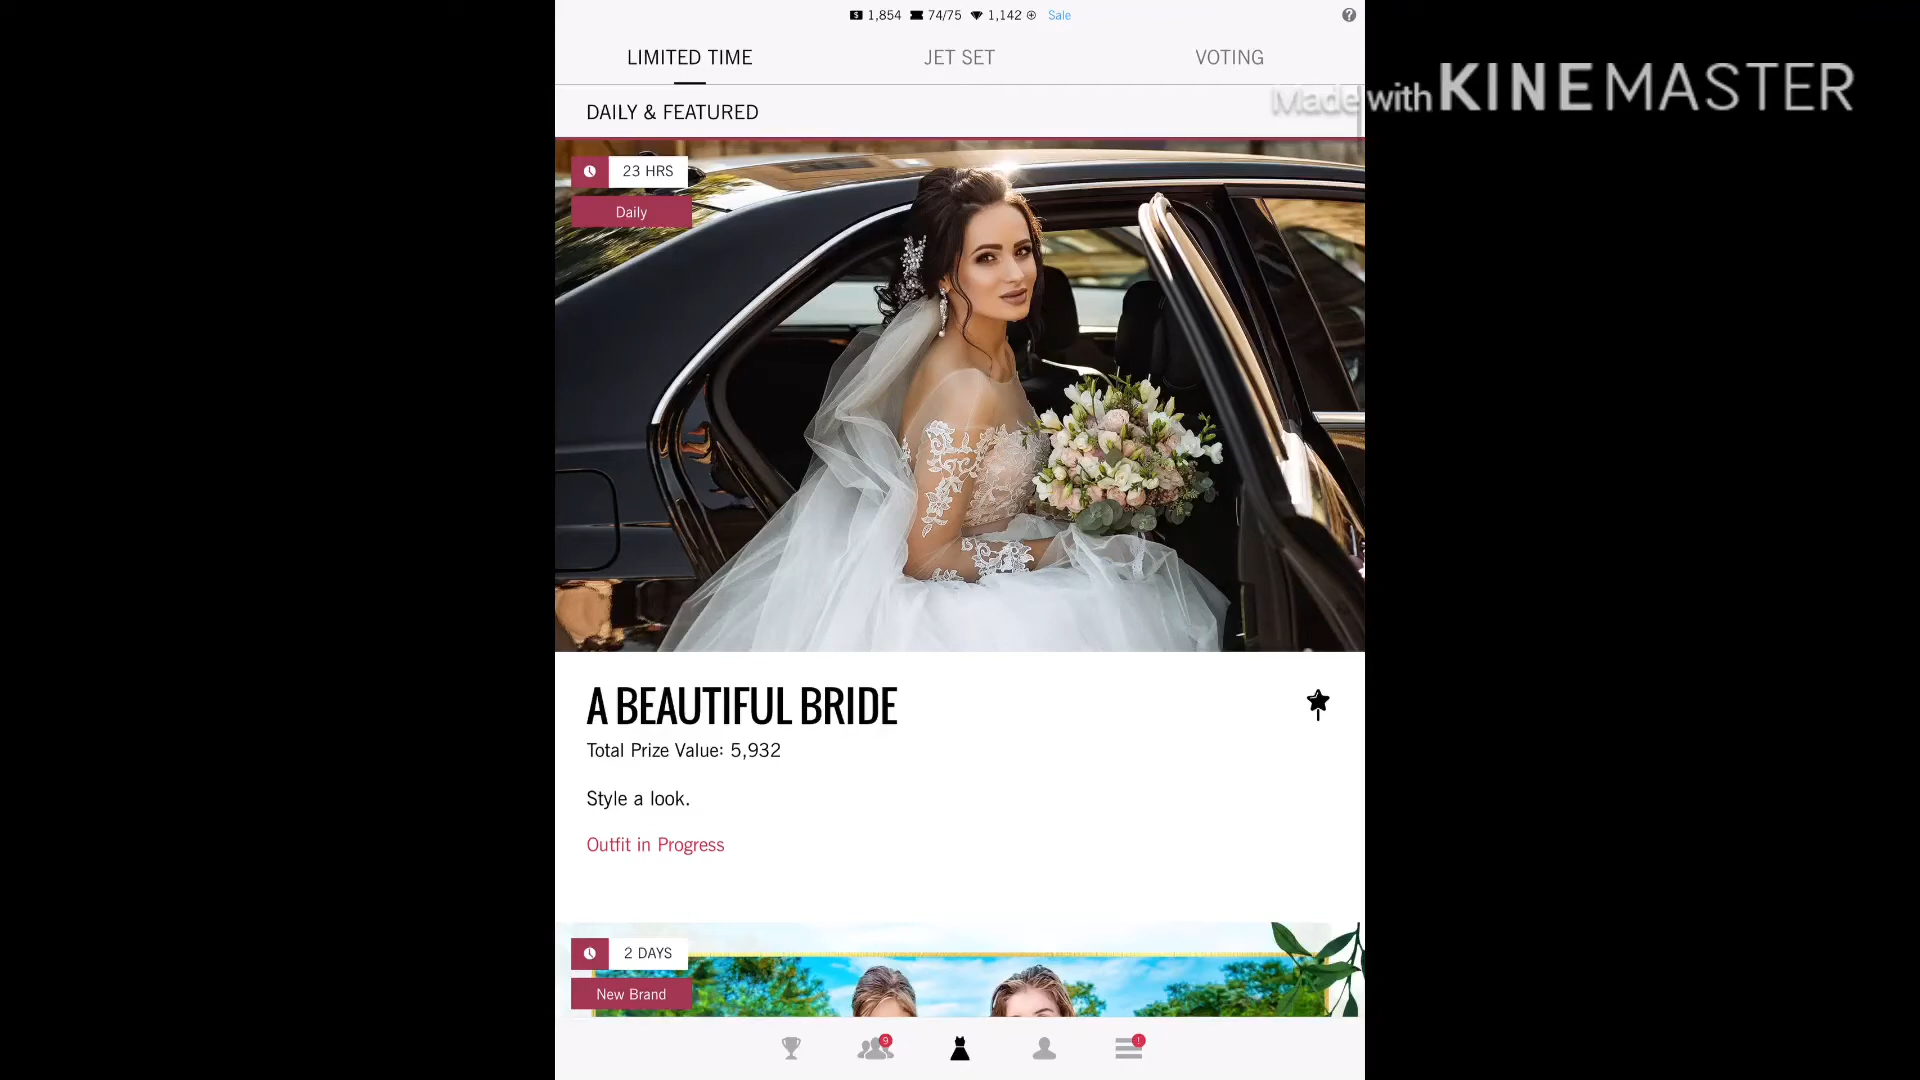 1,854 74/75 1,142 Sale ?
LIMITED TIME JET SET VOTING
Made with KINEMASTER
DAILY & FEATURED
23 HRS
Daily
A BEAUTIFUL BRIDE
Total Prize Value: 5,932
Style a look.
Outfit in Progress
2 DAYS
New Brand
9 !